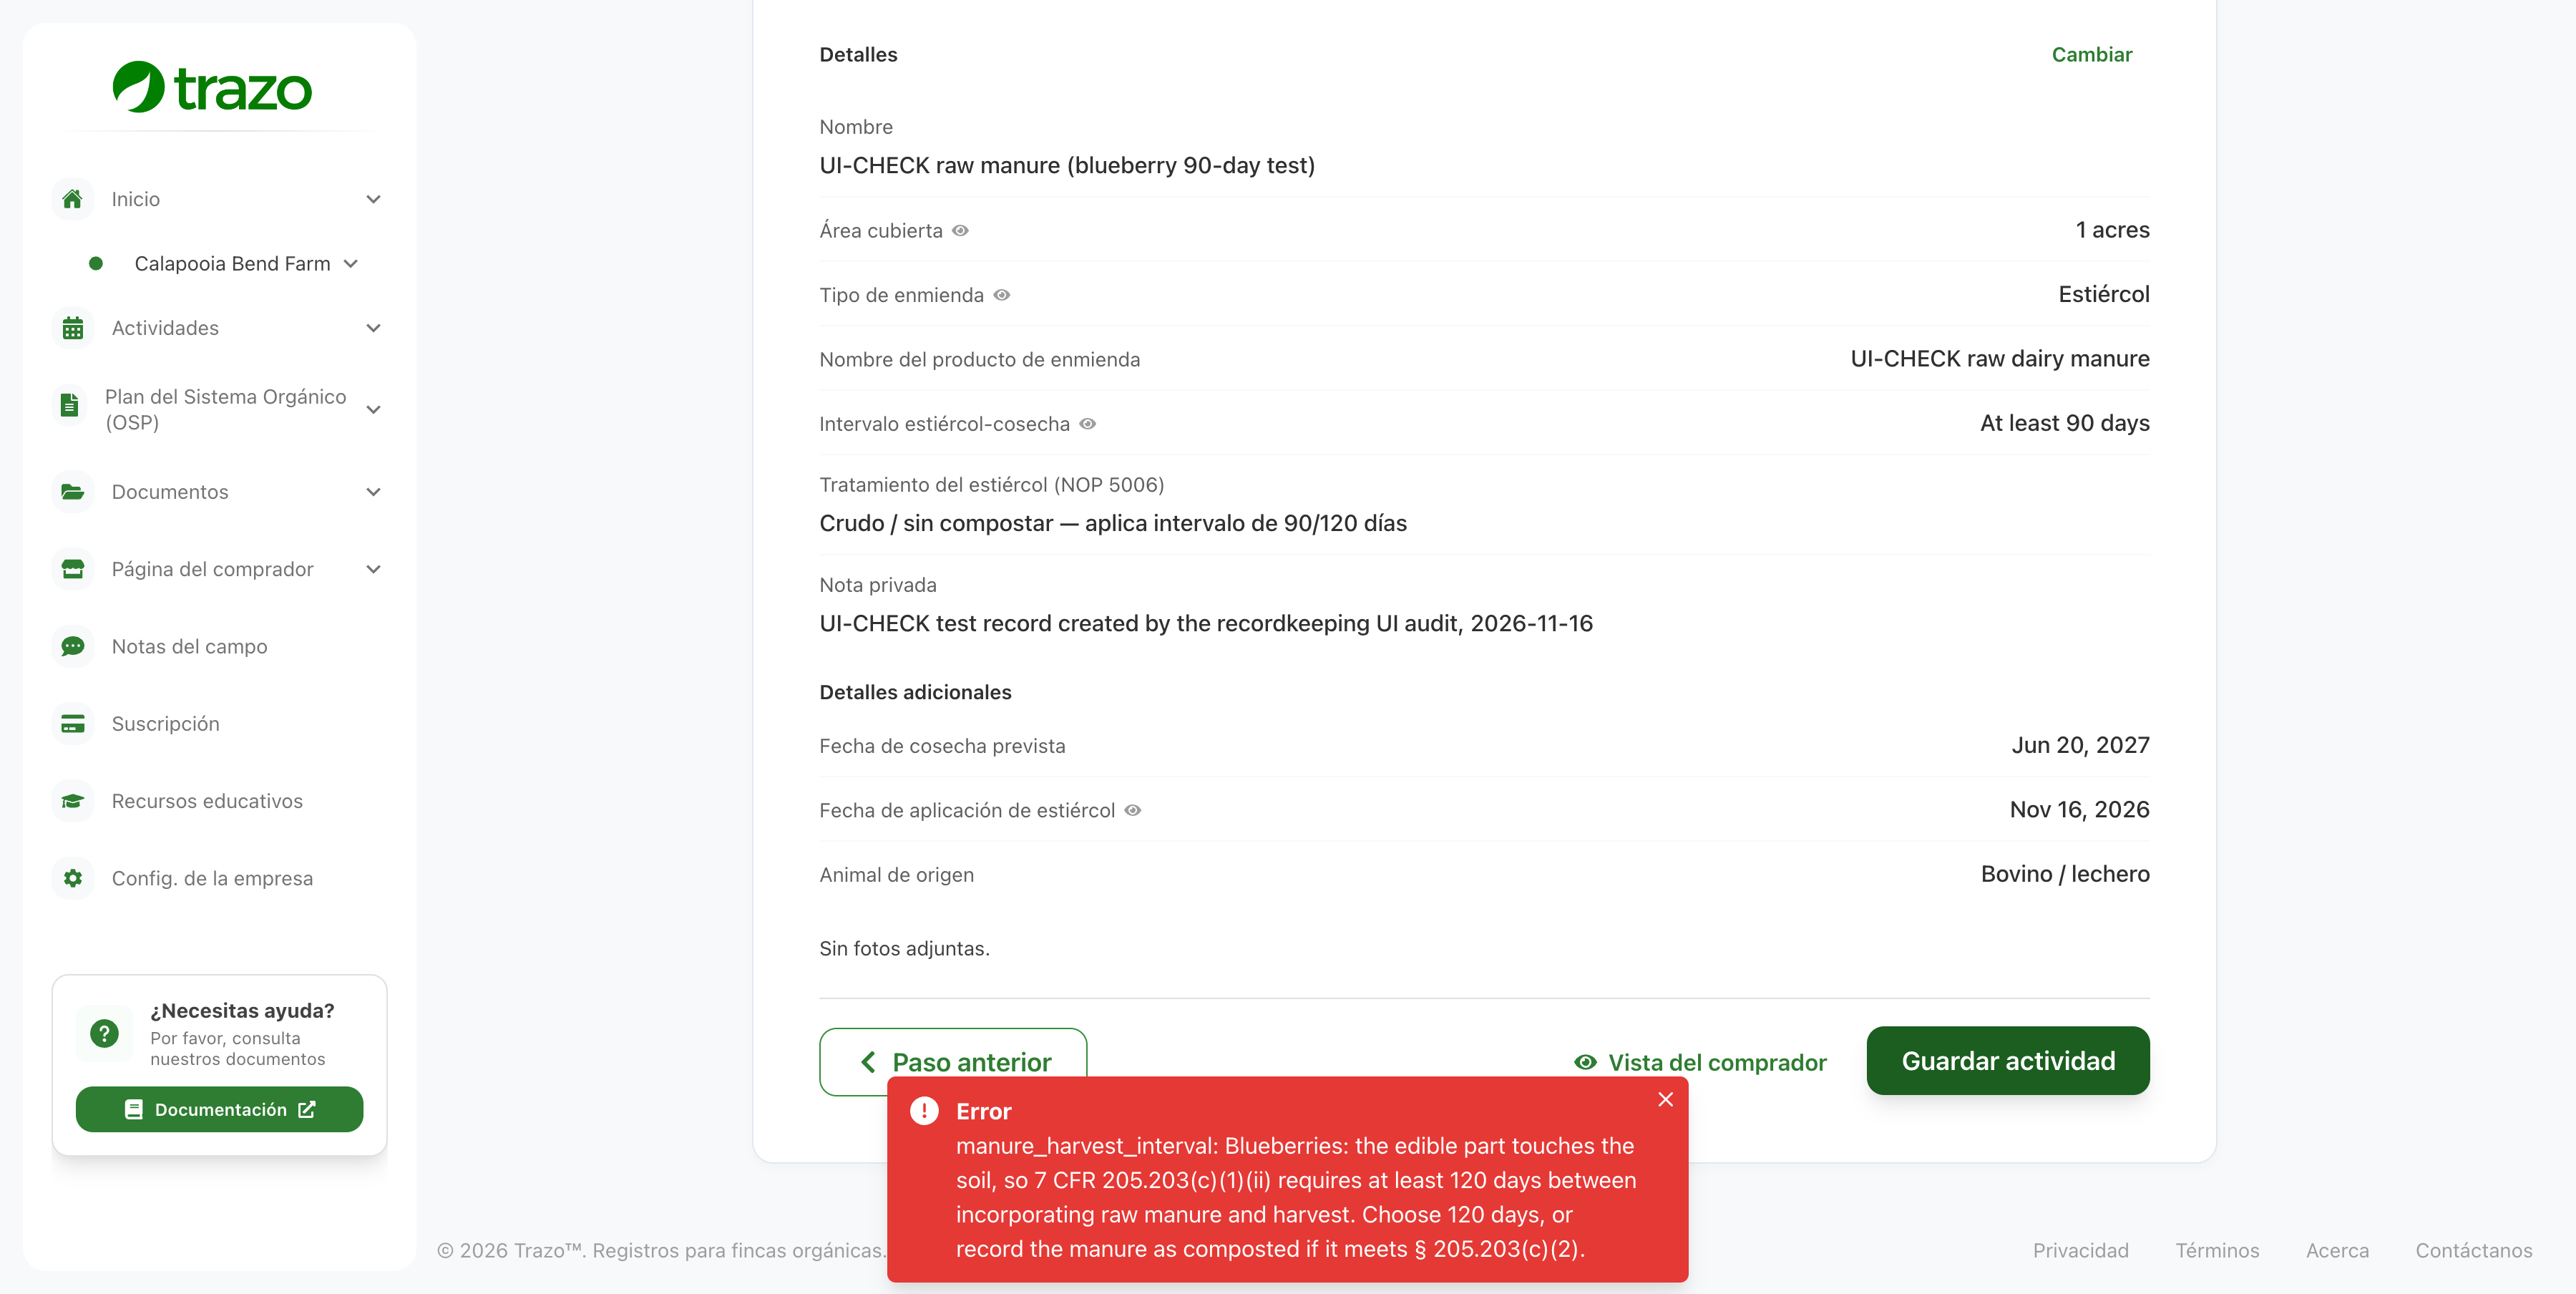 trazo
Inicio
Calapooia Bend Farm
Actividades
Plan del Sistema Orgánico
(OSP)
Documentos
Página del comprador
Notas del campo
Suscripción
Recursos educativos
Config. de la empresa
¿Necesitas ayuda?
Por favor, consulta
nuestros documentos
Documentación
Detalles
Cambiar
Nombre
UI-CHECK raw manure (blueberry 90-day test)
Área cubierta
1 acres
Tipo de enmienda
Estiércol
Nombre del producto de enmienda
UI-CHECK raw dairy manure
Intervalo estiércol-cosecha
At least 90 days
Tratamiento del estiércol (NOP 5006)
Crudo / sin compostar — aplica intervalo de 90/120 días
Nota privada
UI-CHECK test record created by the recordkeeping UI audit, 2026-11-16
Detalles adicionales
Fecha de cosecha prevista
Jun 20, 2027
Fecha de aplicación de estiércol
Nov 16, 2026
Animal de origen
Bovino / lechero
Sin fotos adjuntas.
Paso anterior
Vista del comprador
Guardar actividad
Error
manure_harvest_interval: Blueberries: the edible part touches the
soil, so 7 CFR 205.203(c)(1)(ii) requires at least 120 days between
incorporating raw manure and harvest. Choose 120 days, or
record the manure as composted if it meets § 205.203(c)(2).
© 2026 Trazo™. Registros para fincas orgánicas.
Privacidad
Términos
Acerca
Contáctanos